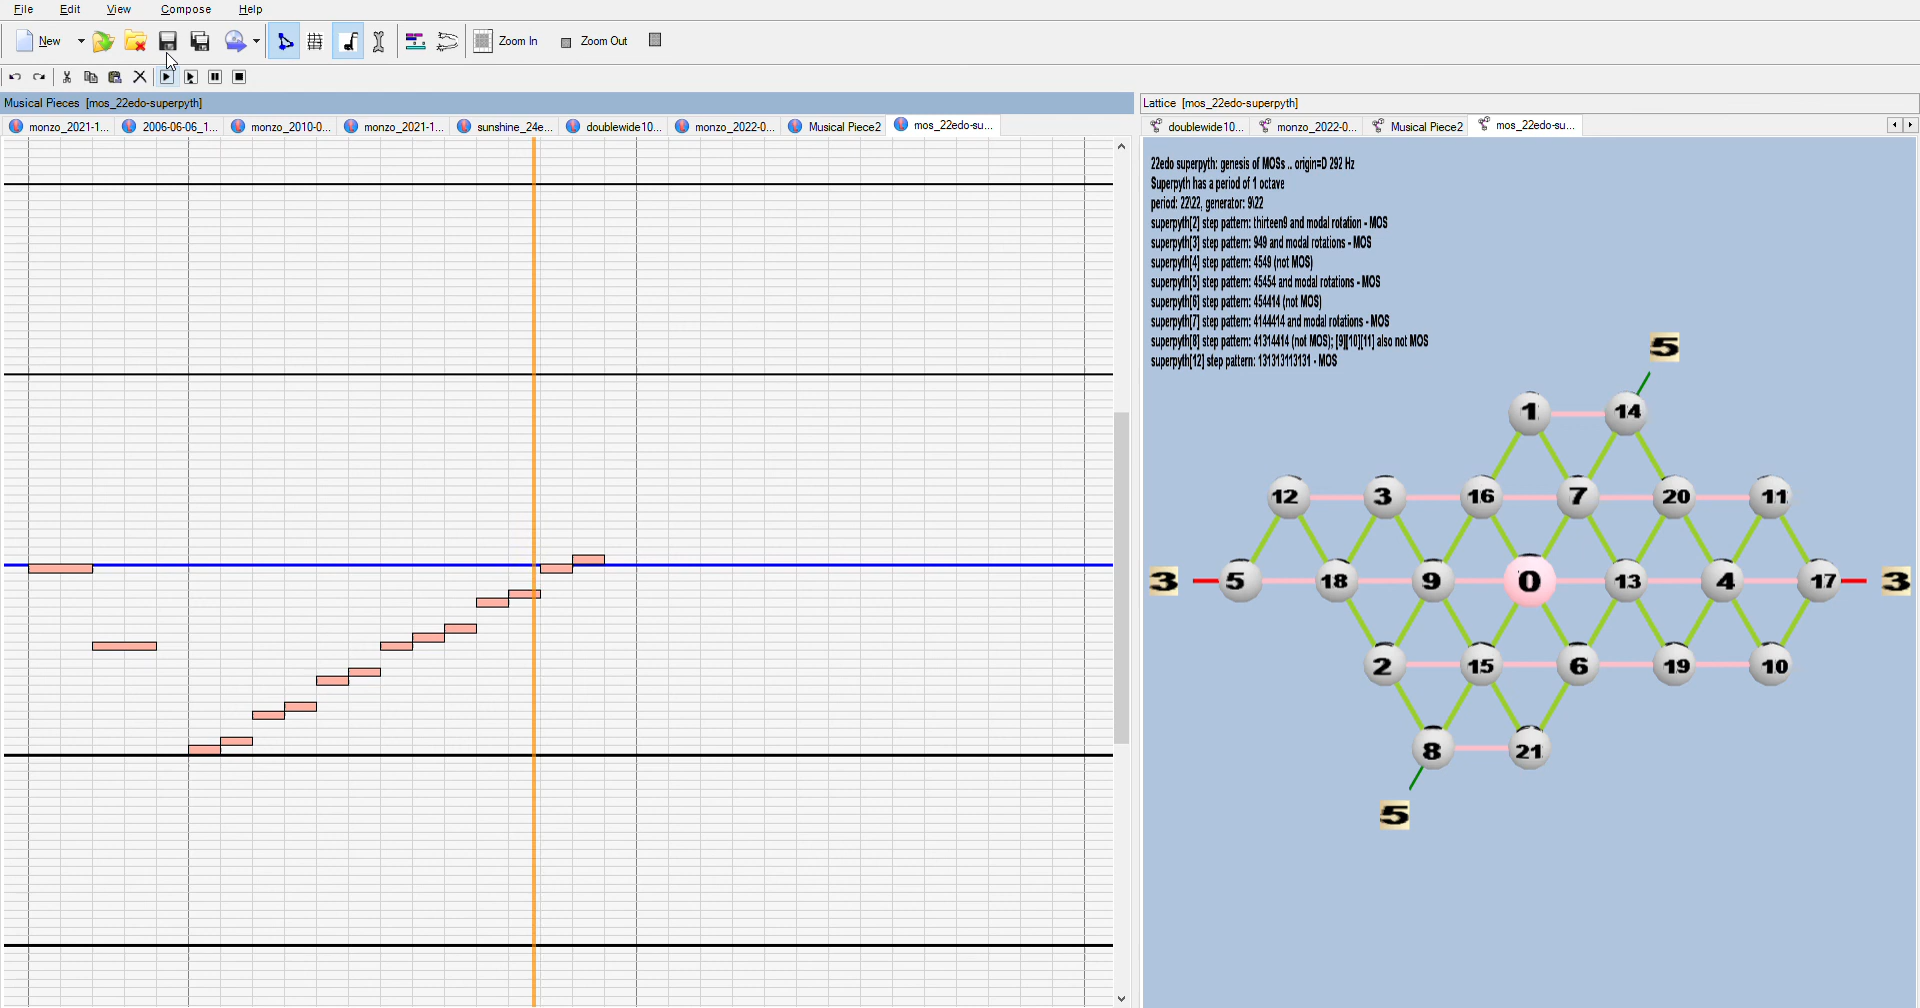 File Edit View Compose Help
New Zoom In Zoom Out
Musical Pieces [mos_22edo-superpyth]
monzo_2021-1... 2006-06-06_1... monzo_2010-0... monzo_2021-1... sunshine_24e... doublewide10... monzo_2022-0... Musical Piece2 mos_22edo-su...
Lattice [mos_22edo-superpyth]
doublewide10... monzo_2022-0... Musical Piece2 mos_22edo-su...
22edo superpyth: genesis of MOSs .. origin=D 292 Hz
Superpyth has a period of 1 octave
period: 22\22, generator: 9\22
superpyth[2] step pattern: thirteen9 and modal rotation - MOS
superpyth[3] step pattern: 949 and modal rotations - MOS
superpyth[4] step pattern: 4549 (not MOS)
superpyth[5] step pattern: 45454 and modal rotations - MOS
superpyth[6] step pattern: 454414 (not MOS)
superpyth[7] step pattern: 4144414 and modal rotations - MOS
superpyth[8] step pattern: 41314414 (not MOS); [9][10][11] also not MOS
superpyth[12] step pattern: 131313113131 - MOS
5
1 14
12 3 16 7 20 11
3 5 18 9 0 13 4 17 3
2 15 6 19 10
8 21
5